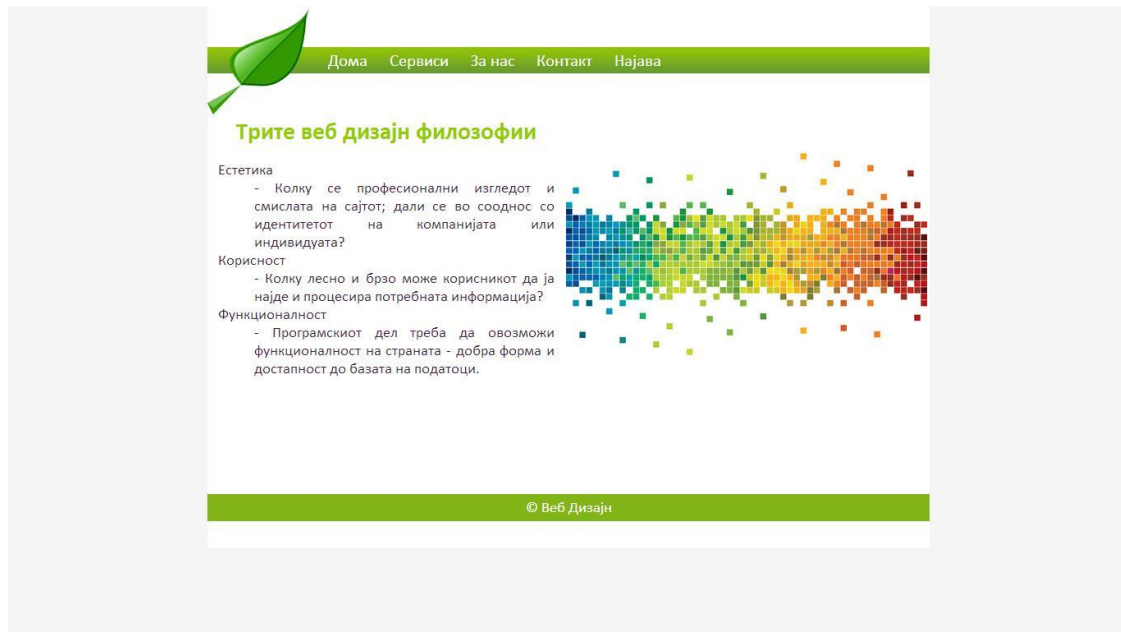 Дома Сервиси За нас Контакт Најава
Трите веб дизајн филозофии
Естетика
- Колку се професионални изгледот и
смислата на сајтот; дали се во сооднос со
идентитетот на компанијата или
индивидуата?
Корисност
- Колку лесно и брзо може корисникот да ја
најде и процесира потребната информација?
Функционалност
- Програмскиот дел треба да овозможи
функционалност на страната - добра форма и
достапност до базата на податоци.
© Веб Дизајн